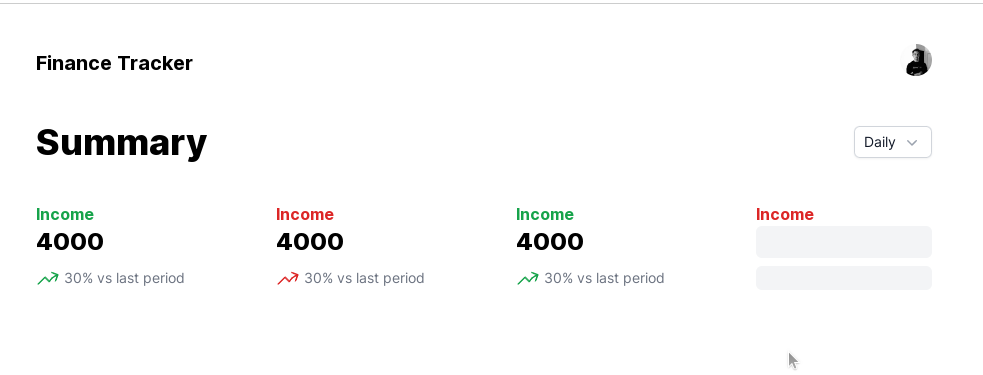 Finance Tracker
Summary
Daily
Income
Income
Income
Income
4000
4000
4000
30% vs last period
30% vs last period
30% vs last period